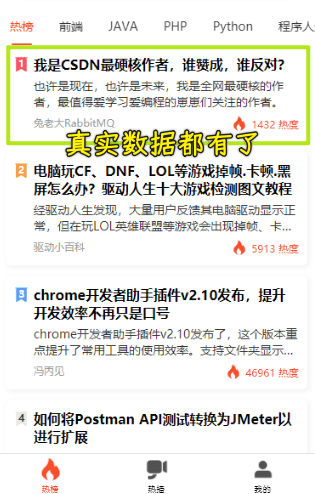 热榜 前端 JAVA PHP Python 程序人
1 我是CSDN最硬核作者，谁赞成，谁反对？
也许是现在，也许是未来，我是全网最硬核的作
者，最值得爱学习爱编程的崽崽们关注的作者。
兔老大RabbitMQ 1432 热度
真实数据都有了
2 电脑玩CF、DNF、LOL等游戏掉帧.卡顿.黑
屏怎么办？驱动人生十大游戏检测图文教程
经驱动人生发现，大量用户反馈其电脑驱动显示正
常，但在玩LOL英雄联盟等游戏会出现掉帧、卡...
驱动小百科 5913 热度
3 chrome开发者助手插件v2.10发布，提升
开发效率不再只是口号
chrome开发者助手插件v2.10发布了，这个版本重
点提升了常用工具的使用效率。支持文件夹显示...
冯丙见 46961 热度
4 如何将Postman API测试转换为JMeter以
进行扩展
热榜 热播 我的